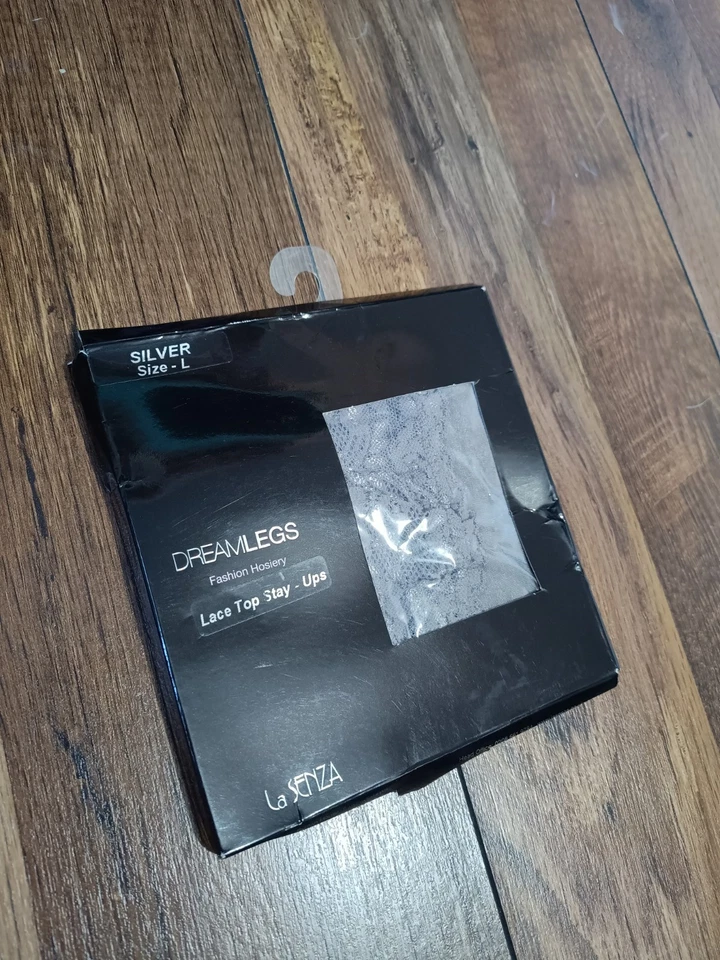 SILVER
Size - L
DREAMLEGS
Fashion Hosiery
Lace Top Stay - Ups
La SENZA